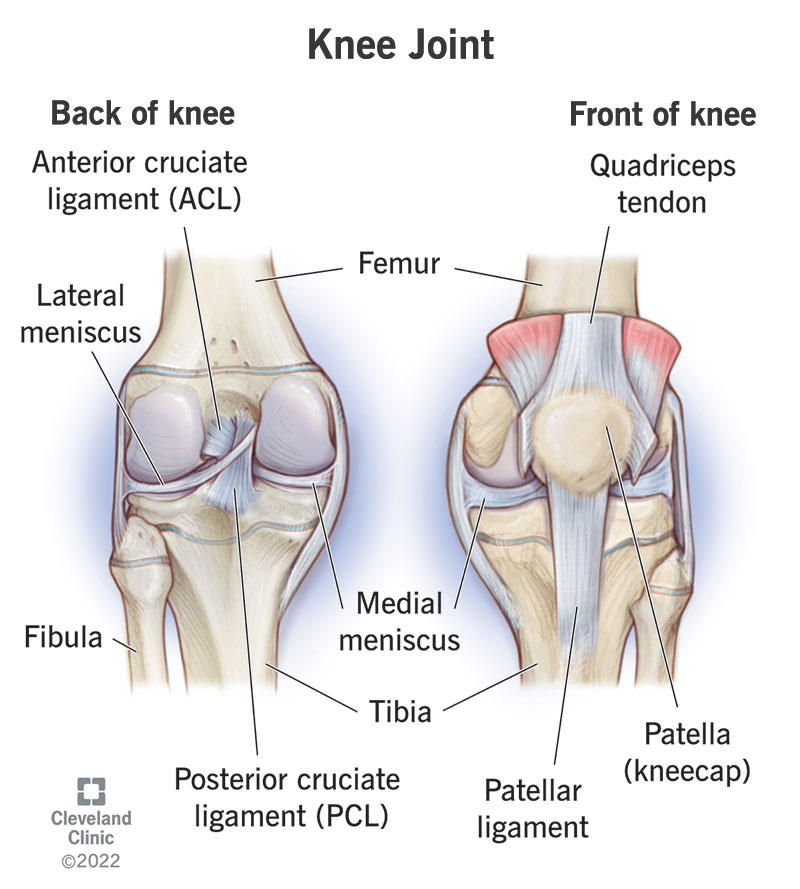 Knee Joint
Back of knee
Anterior cruciate
ligament (ACL)
Front of knee
Quadriceps
tendon
Femur
Lateral
meniscus
Medial
meniscus
Fibula
Tibia
Patella
(kneecap)
Posterior cruciate
ligament (PCL)
Patellar
ligament
Cleveland
Clinic
©2022